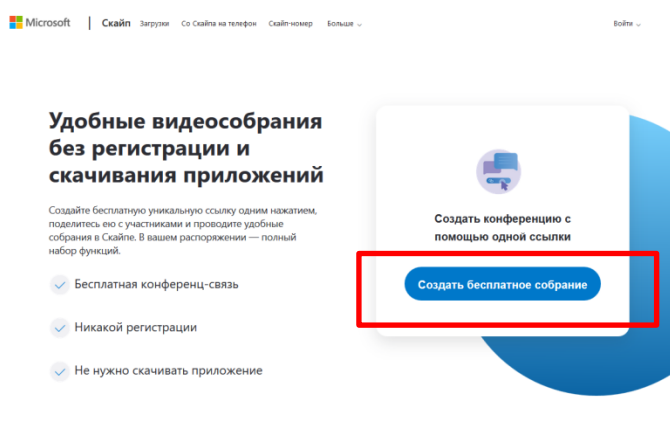 Microsoft | Скайп Загрузки Со Скайпа на телефон Скайп-номер Больше Войти
Удобные видеособрания
без регистрации и
скачивания приложений
Создайте бесплатную уникальную ссылку одним нажатием,
поделитесь ею с участниками и проводите удобные
собрания в Скайпе. В вашем распоряжении — полный
набор функций.
Бесплатная конференц-связь
Никакой регистрации
Не нужно скачивать приложение
Создать конференцию с
помощью одной ссылки
Создать бесплатное собрание